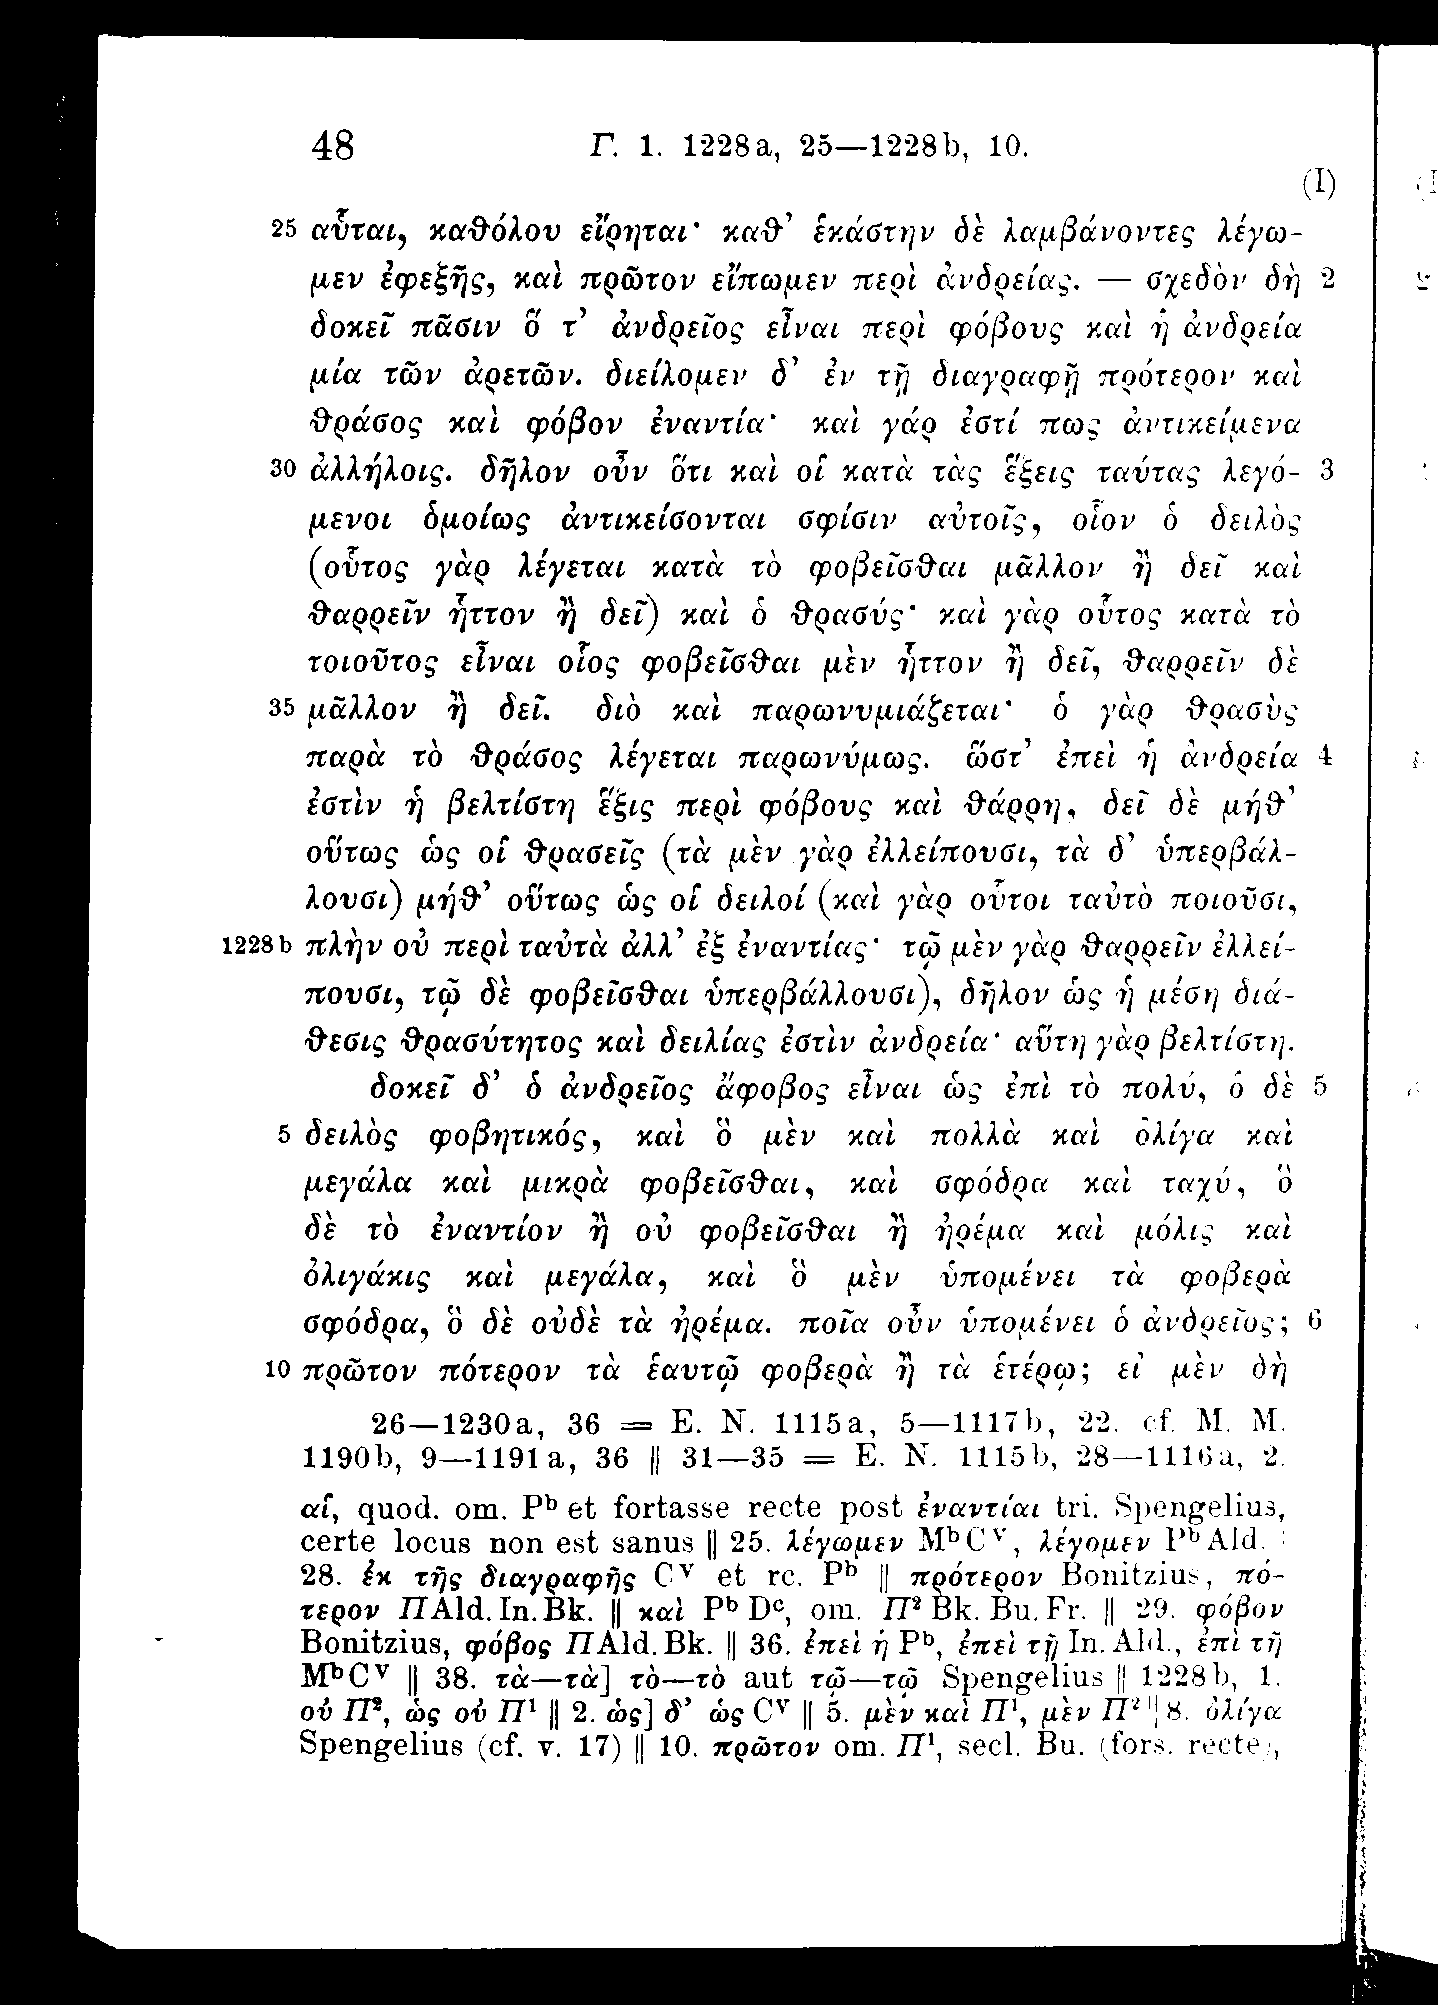 48 Γ. 1. 1228a, 25—1228b, 10.
(I)
25 αὗται, καθόλου εἴρηται· καθ’ ἑκάστην δὲ λαμβάνοντες λέγω-
μεν ἐφεξῆς, καὶ πρῶτον εἴπωμεν περὶ ἀνδρείας. — σχεδὸν δὴ 2
δοκεῖ πᾶσιν ὅ τ’ ἀνδρεῖος εἶναι περὶ φόβους καὶ ἡ ἀνδρεία
μία τῶν ἀρετῶν. διείλομεν δ’ ἐν τῇ διαγραφῇ πρότερον καὶ
θράσος καὶ φόβον ἐναντία· καὶ γάρ ἐστί πως ἀντικείμενα
30 ἀλλήλοις. δῆλον οὖν ὅτι καὶ οἱ κατὰ τὰς ἕξεις ταύτας λεγό- 3
μενοι ὁμοίως ἀντικείσονται σφίσιν αὐτοῖς, οἷον ὁ δειλὸς
(οὗτος γὰρ λέγεται κατὰ τὸ φοβεῖσθαι μᾶλλον ἢ δεῖ καὶ
θαρρεῖν ἧττον ἢ δεῖ) καὶ ὁ θρασύς· καὶ γὰρ οὗτος κατὰ τὸ
τοιοῦτος εἶναι οἷος φοβεῖσθαι μὲν ἧττον ἢ δεῖ, θαρρεῖν δὲ
35 μᾶλλον ἢ δεῖ. διὸ καὶ παρωνυμιάζεται· ὁ γὰρ θρασὺς
παρὰ τὸ θράσος λέγεται παρωνύμως. ὥστ’ ἐπεὶ ἡ ἀνδρεία 4
ἐστὶν ἡ βελτίστη ἕξις περὶ φόβους καὶ θάρρη, δεῖ δὲ μήθ’
οὕτως ὡς οἱ θρασεῖς (τὰ μὲν γὰρ ἐλλείπουσι, τὰ δ’ ὑπερβάλ-
λουσι) μήθ’ οὕτως ὡς οἱ δειλοί (καὶ γὰρ οὗτοι ταὐτὸ ποιοῦσι,
1228b πλὴν οὐ περὶ ταὐτὰ ἀλλ’ ἐξ ἐναντίας· τῷ μὲν γὰρ θαρρεῖν ἐλλεί-
πουσι, τῷ δὲ φοβεῖσθαι ὑπερβάλλουσι), δῆλον ὡς ἡ μέση διά-
θεσις θρασύτητος καὶ δειλίας ἐστὶν ἀνδρεία· αὕτη γὰρ βελτίστη.
δοκεῖ δ’ ὁ ἀνδρεῖος ἄφοβος εἶναι ὡς ἐπὶ τὸ πολύ, ὁ δὲ 5
5 δειλὸς φοβητικός, καὶ ὃ μὲν καὶ πολλὰ καὶ ὀλίγα καὶ
μεγάλα καὶ μικρὰ φοβεῖσθαι, καὶ σφόδρα καὶ ταχύ, ὃ
δὲ τὸ ἐναντίον ἢ οὐ φοβεῖσθαι ἢ ἠρέμα καὶ μόλις καὶ
ὀλιγάκις καὶ μεγάλα, καὶ ὃ μὲν ὑπομένει τὰ φοβερὰ
σφόδρα, ὃ δὲ οὐδὲ τὰ ἠρέμα. ποῖα οὖν ὑπομένει ὁ ἀνδρεῖος; 6
10 πρῶτον πότερον τὰ ἑαυτῷ φοβερὰ ἢ τὰ ἑτέρῳ; εἰ μὲν δὴ
26—1230a, 36 = E. N. 1115a, 5—1117b, 22. cf. M. M.
1190b, 9—1191a, 36 || 31—35 = E. N. 1115b, 28—1116a, 2.
αἵ, quod. om. Pᵇ et fortasse recte post ἐναντίαι tri. Spengelius,
certe locus non est sanus || 25. λέγωμεν MᵇCᵛ, λέγομεν PᵇAld.
28. ἐκ τῆς διαγραφῆς Cᵛ et rc. Pᵇ || πρότερον Bonitzius, πό-
τερον ΠAld. In. Bk. || καὶ Pᵇ Dᶜ, om. Π² Bk. Bu. Fr. || 29. φόβον
Bonitzius, φόβος ΠAld. Bk. || 36. ἐπεὶ ἡ Pᵇ, ἐπεὶ τῇ In. Ald., ἐπὶ τῇ
MᵇCᵛ || 38. τὰ—τὰ] τὸ—τὸ aut τῷ—τῷ Spengelius || 1228b, 1.
οὐ Π², ὡς οὐ Π¹ || 2. ὡς] δ’ ὡς Cᵛ || 5. μὲν καὶ Π¹, μὲν Π² || 8. ὀλίγα
Spengelius (cf. v. 17) || 10. πρῶτον om. Π¹, secl. Bu. (fors. recte),